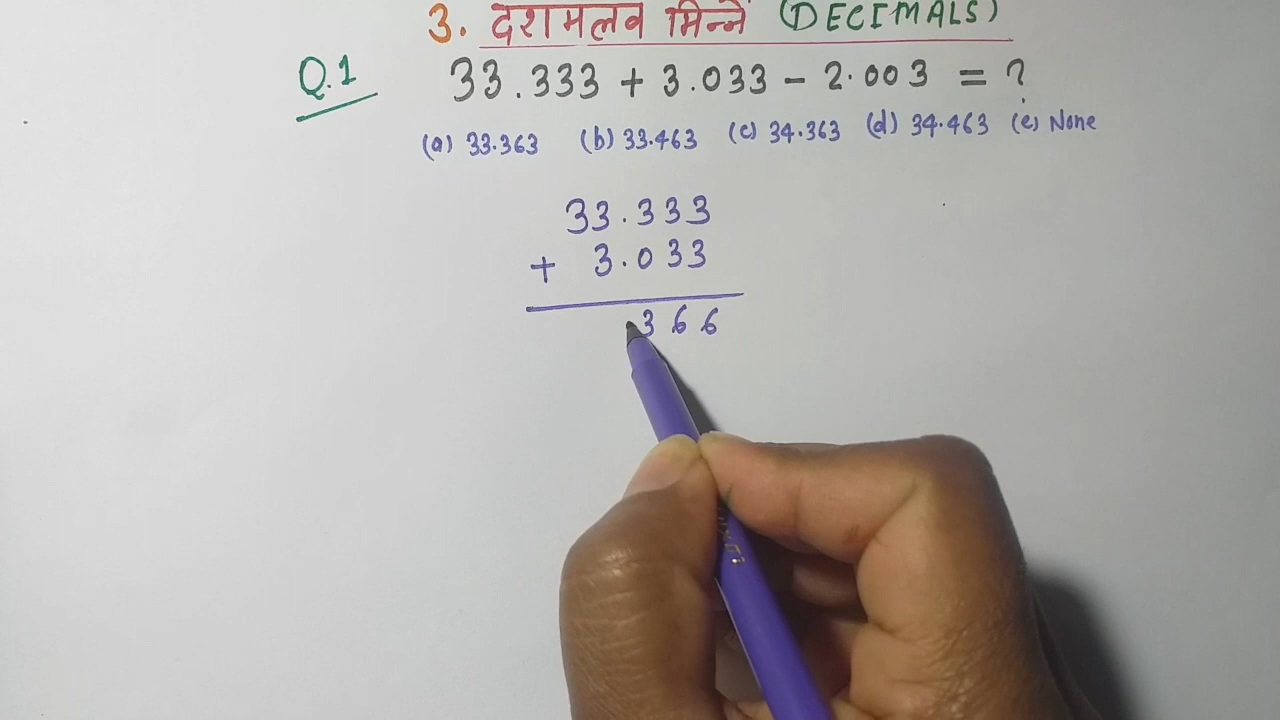 3. दशमलव भिन्नें (DECIMALS)
Q.1 33.333 + 3.033 - 2.003 = ?
(a) 33.363 (b) 33.463 (c) 34.363 (d) 34.463 (e) None
33.333
+ 3.033
366